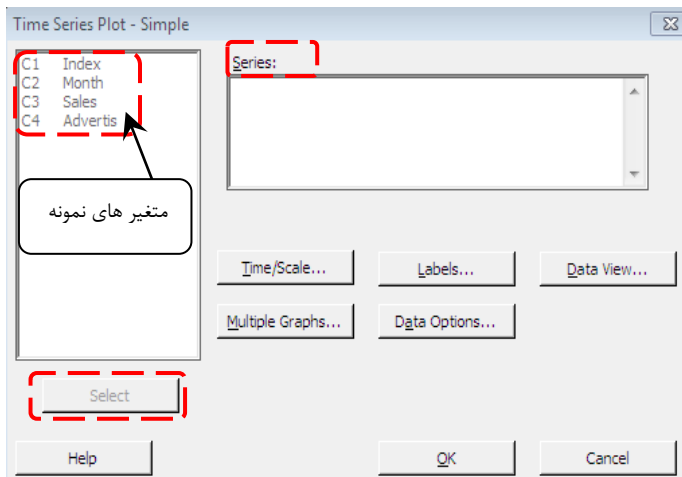 Time Series Plot - Simple
C1 Index
C2 Month
C3 Sales
C4 Advertis
Series:
متغیر های نمونه
Time/Scale...
Labels...
Data View...
Multiple Graphs...
Data Options...
Select
Help
OK
Cancel